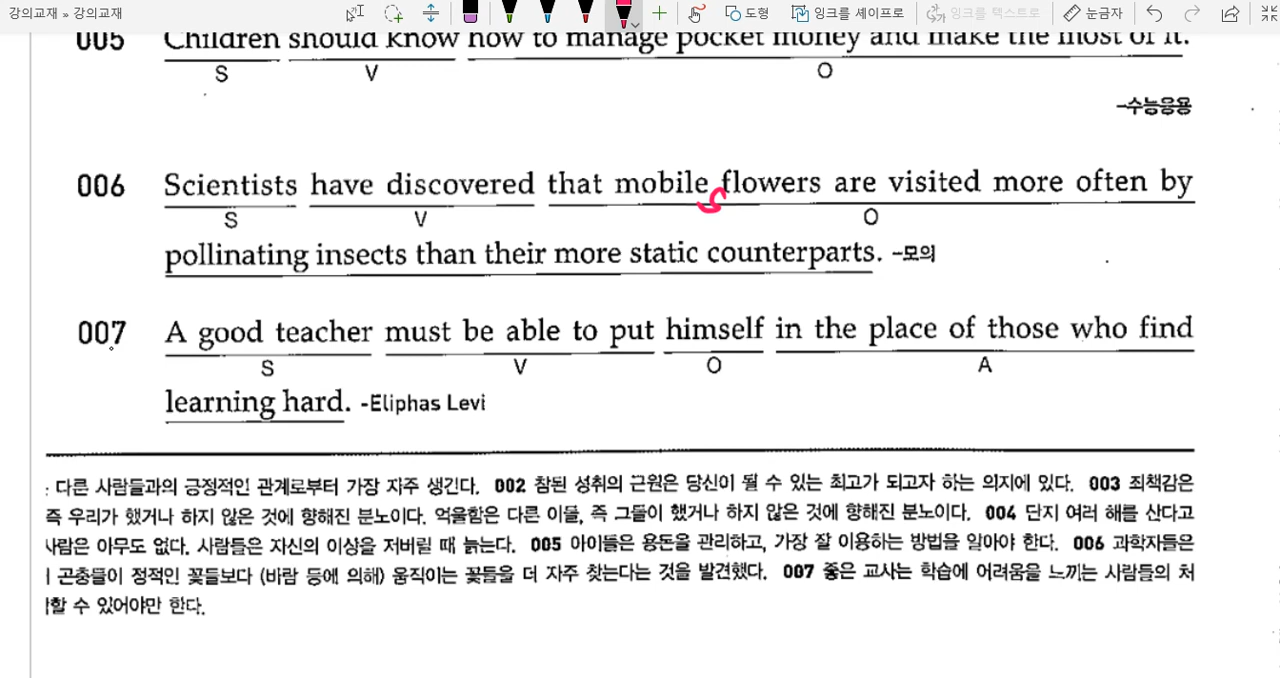 강의교재 » 강의교재 도형 잉크를 셰이프로 잉크를 텍스트로 눈금자
005 Children should know how to manage pocket money and make the most of it.
S V O
-수능응용
006 Scientists have discovered that mobile flowers are visited more often by
S V S O
pollinating insects than their more static counterparts. -모의
007 A good teacher must be able to put himself in the place of those who find
S V O A
learning hard. -Eliphas Levi
: 다른 사람들과의 긍정적인 관계로부터 가장 자주 생긴다. 002 참된 성취의 근원은 당신이 될 수 있는 최고가 되고자 하는 의지에 있다. 003 죄책감은
즉 우리가 했거나 하지 않은 것에 향해진 분노이다. 억울함은 다른 이들, 즉 그들이 했거나 하지 않은 것에 향해진 분노이다. 004 단지 여러 해를 산다고
사람은 아무도 없다. 사람들은 자신의 이상을 저버릴 때 늙는다. 005 아이들은 용돈을 관리하고, 가장 잘 이용하는 방법을 알아야 한다. 006 과학자들은
곤충들이 정적인 꽃들보다 (바람 등에 의해) 움직이는 꽃들을 더 자주 찾는다는 것을 발견했다. 007 좋은 교사는 학습에 어려움을 느끼는 사람들의 처
할 수 있어야만 한다.